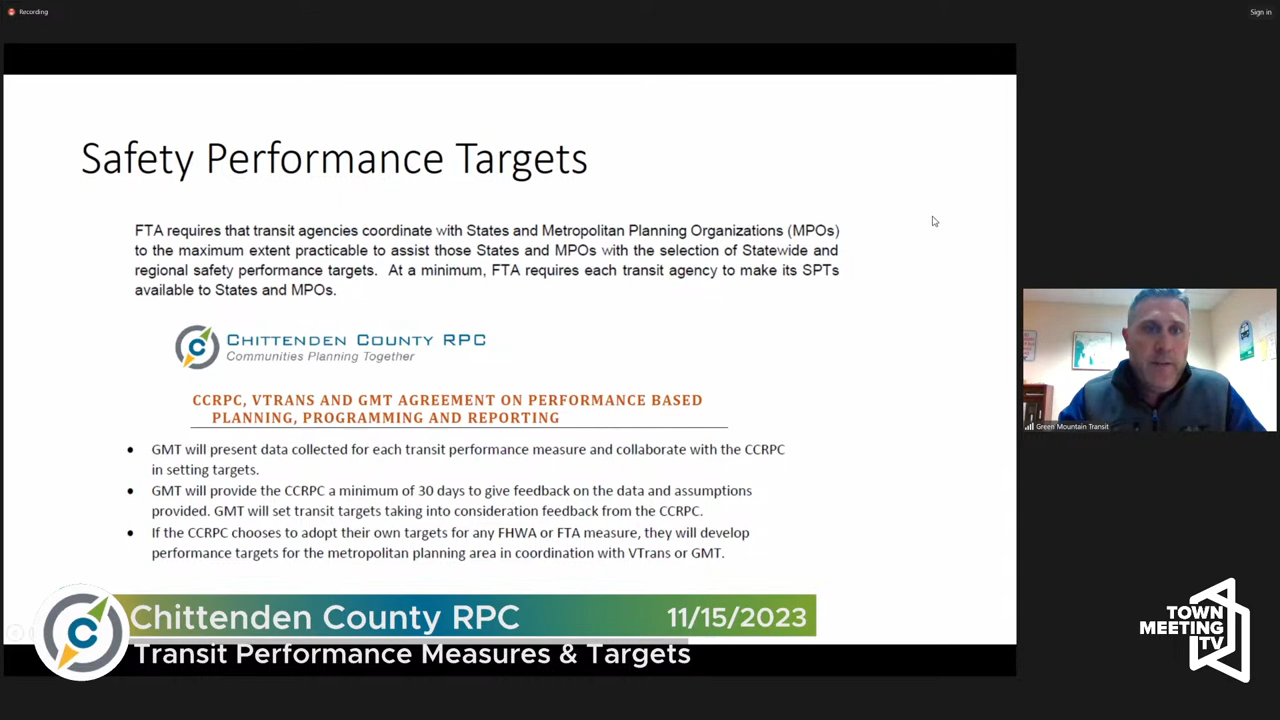 Recording
Sign in
Safety Performance Targets
FTA requires that transit agencies coordinate with States and Metropolitan Planning Organizations (MPOs)
to the maximum extent practicable to assist those States and MPOs with the selection of Statewide and
regional safety performance targets. At a minimum, FTA requires each transit agency to make its SPTs
available to States and MPOs.
C
CHITTENDEN COUNTY RPC
Communities Planning Together
CCRPC, VTRANS AND GMT AGREEMENT ON PERFORMANCE BASED
PLANNING, PROGRAMMING AND REPORTING
• GMT will present data collected for each transit performance measure and collaborate with the CCRPC
in setting targets.
• GMT will provide the CCRPC a minimum of 30 days to give feedback on the data and assumptions
provided. GMT will set transit targets taking into consideration feedback from the CCRPC.
• If the CCRPC chooses to adopt their own targets for any FHWA or FTA measure, they will develop
performance targets for the metropolitan planning area in coordination with VTrans or GMT.
Green Mountain Transit
C
Chittenden County RPC
11/15/2023
Transit Performance Measures & Targets
TOWN
MEETING
TV